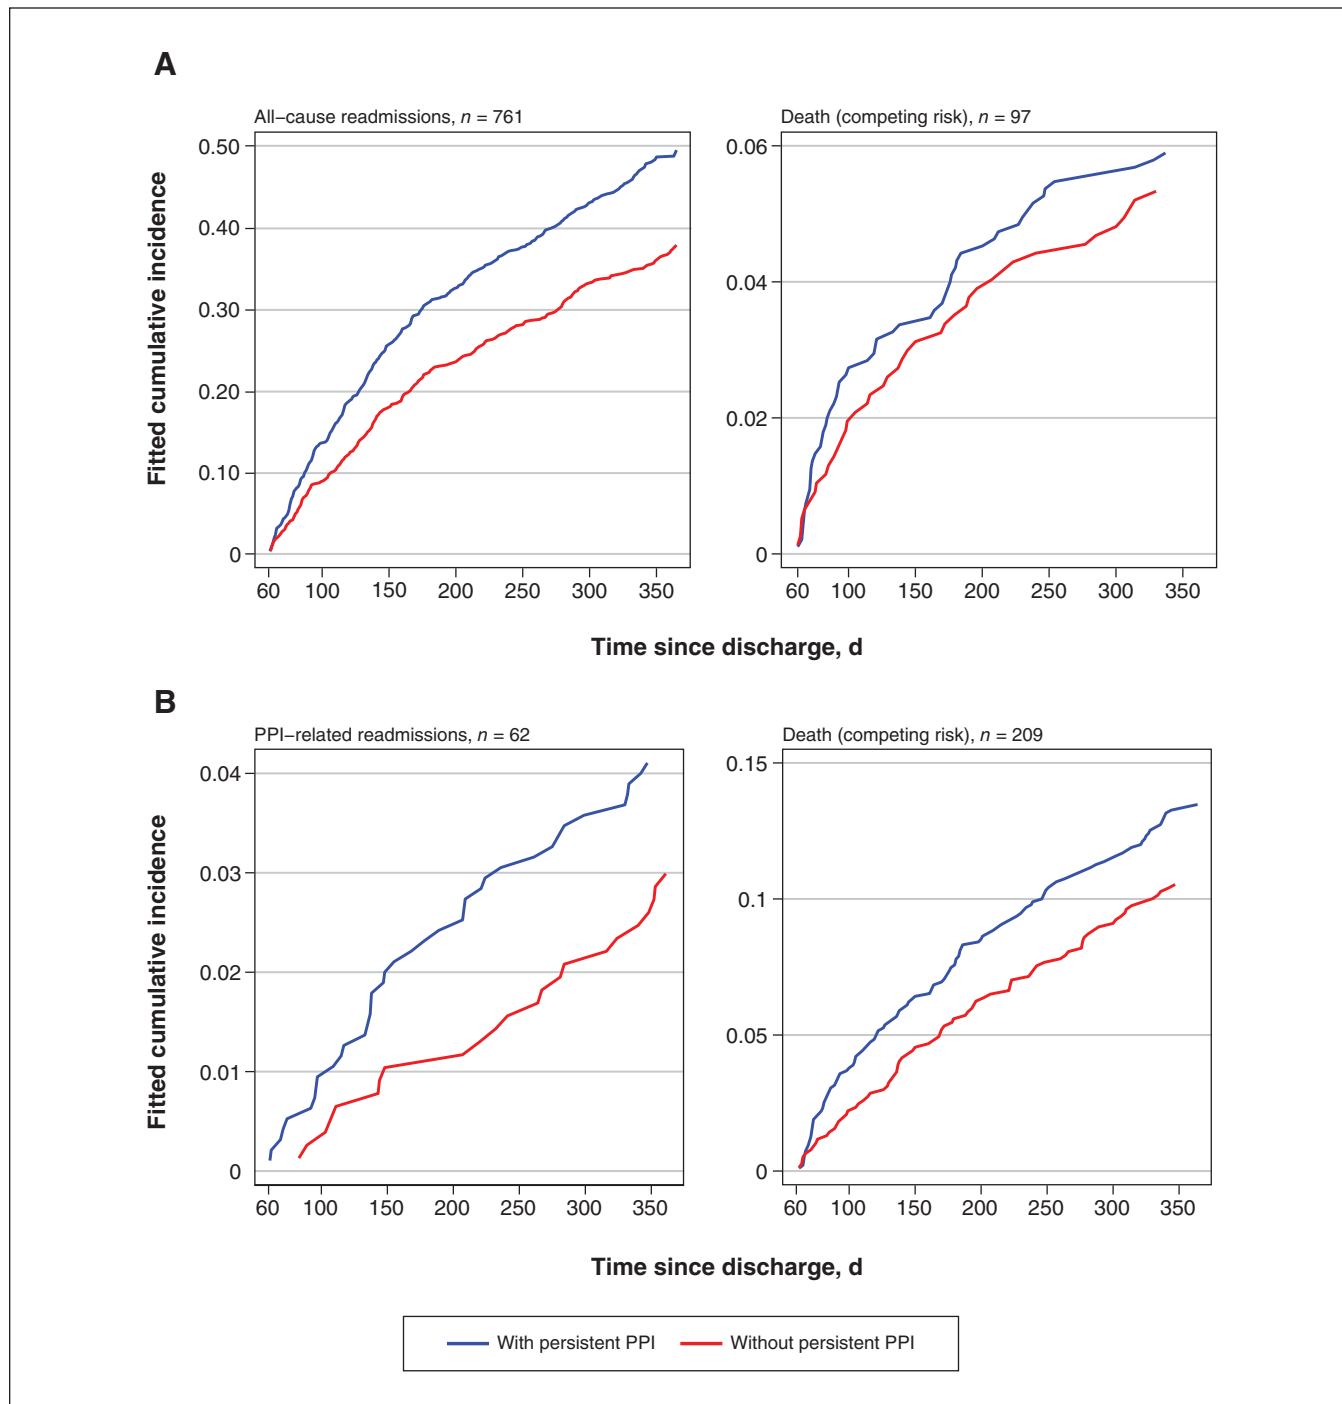 A
All–cause readmissions, n = 761
Death (competing risk), n = 97
Fitted cumulative incidence
0.50
0.40
0.30
0.20
0.10
0
60 100 150 200 250 300 350
0.06
0.04
0.02
0
60 100 150 200 250 300 350
Time since discharge, d
B
PPI–related readmissions, n = 62
Death (competing risk), n = 209
Fitted cumulative incidence
0.04
0.03
0.02
0.01
0
60 100 150 200 250 300 350
0.15
0.1
0.05
0
60 100 150 200 250 300 350
Time since discharge, d
With persistent PPI
Without persistent PPI